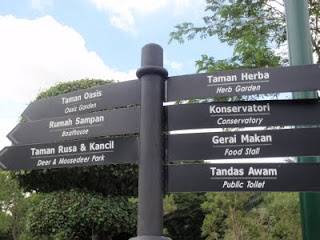 Taman Oasis
Oasis Garden
Rumah Sampan
Boathouse
Taman Rusa & Kancil
Deer & Mousedeer Park
Taman Herba
Herb Garden
Konservatori
Conservatory
Gerai Makan
Food Stall
Tandas Awam
Public Toilet